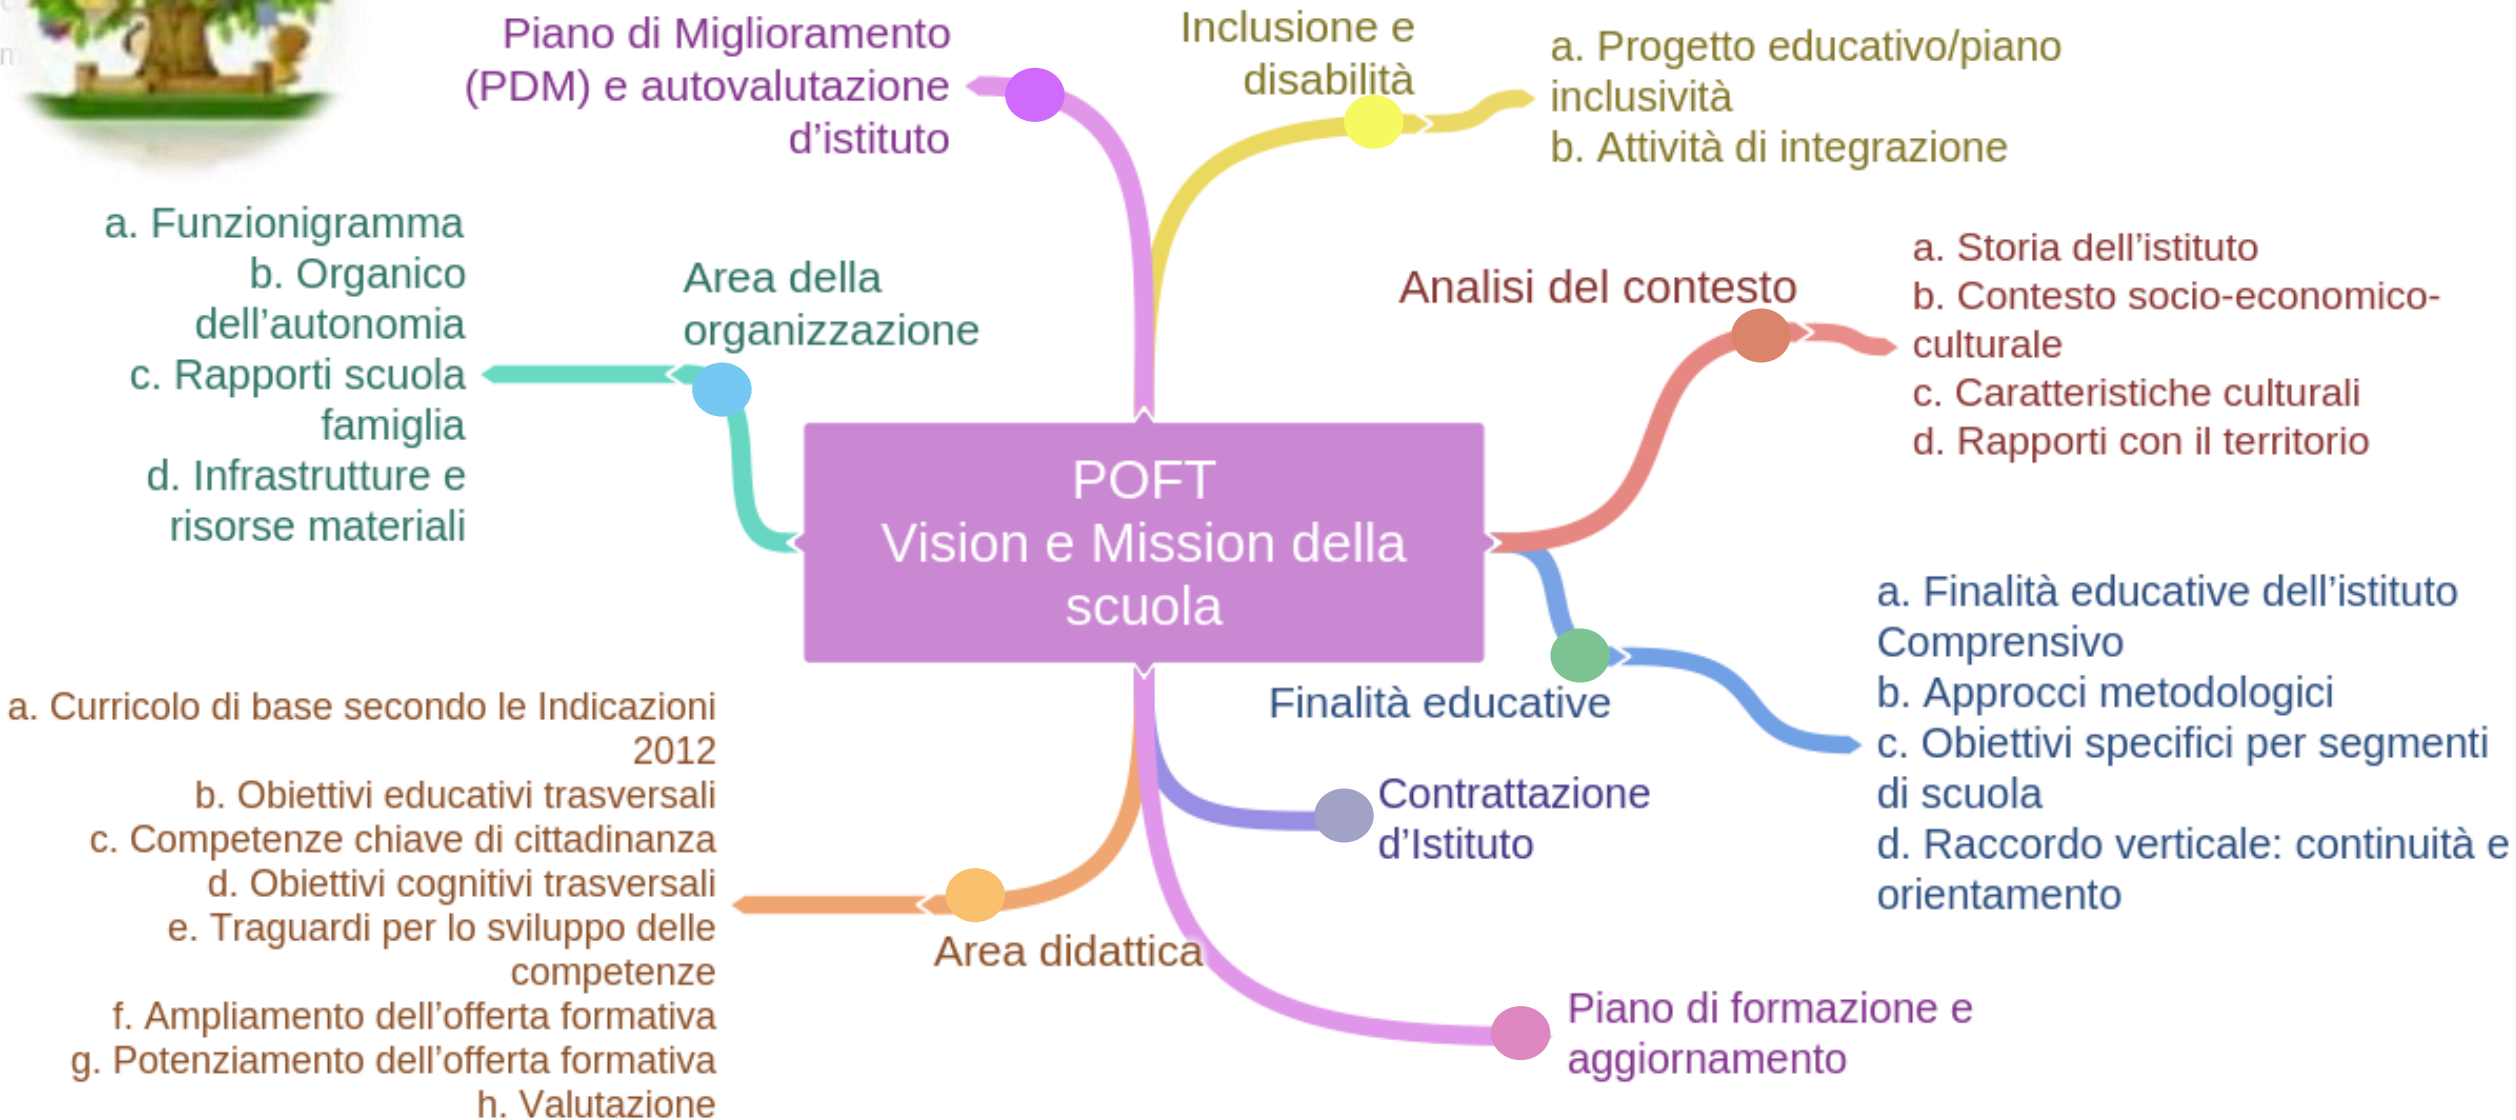 Piano di Miglioramento
(PDM) e autovalutazione
d’istituto
Inclusione e
disabilità
a. Progetto educativo/piano
inclusività
b. Attività di integrazione
a. Funzionigramma
b. Organico
dell’autonomia
c. Rapporti scuola
famiglia
d. Infrastrutture e
risorse materiali
Area della
organizzazione
Analisi del contesto
a. Storia dell’istituto
b. Contesto socio-economico-
culturale
c. Caratteristiche culturali
d. Rapporti con il territorio
POFT
Vision e Mission della
scuola
Finalità educative
a. Finalità educative dell’istituto
Comprensivo
b. Approcci metodologici
c. Obiettivi specifici per segmenti
di scuola
d. Raccordo verticale: continuità e
orientamento
a. Curricolo di base secondo le Indicazioni
2012
b. Obiettivi educativi trasversali
c. Competenze chiave di cittadinanza
d. Obiettivi cognitivi trasversali
e. Traguardi per lo sviluppo delle
competenze
f. Ampliamento dell’offerta formativa
g. Potenziamento dell’offerta formativa
h. Valutazione
Area didattica
Contrattazione
d’Istituto
Piano di formazione e
aggiornamento